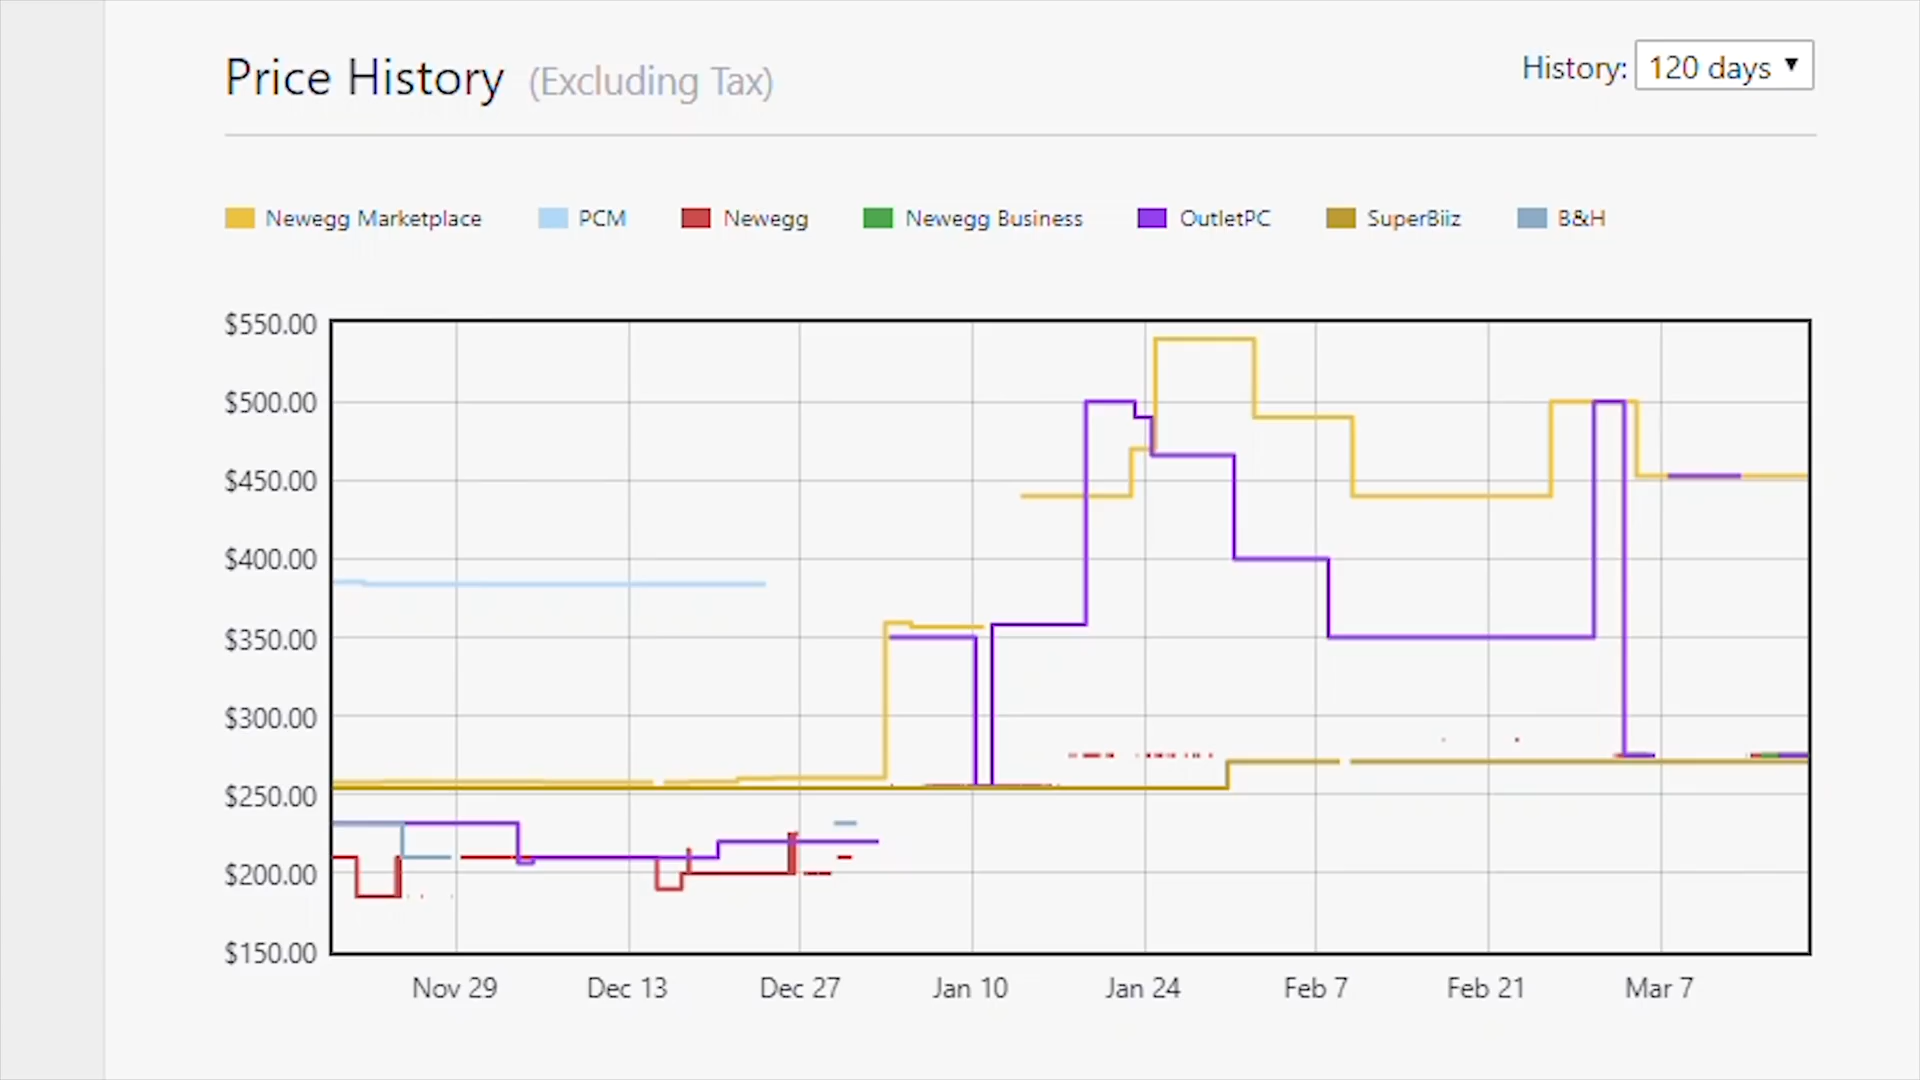 Price History (Excluding Tax)
History: 120 days
Newegg Marketplace PCM Newegg Newegg Business OutletPC SuperBiiz B&H
$550.00
$500.00
$450.00
$400.00
$350.00
$300.00
$250.00
$200.00
$150.00
Nov 29 Dec 13 Dec 27 Jan 10 Jan 24 Feb 7 Feb 21 Mar 7